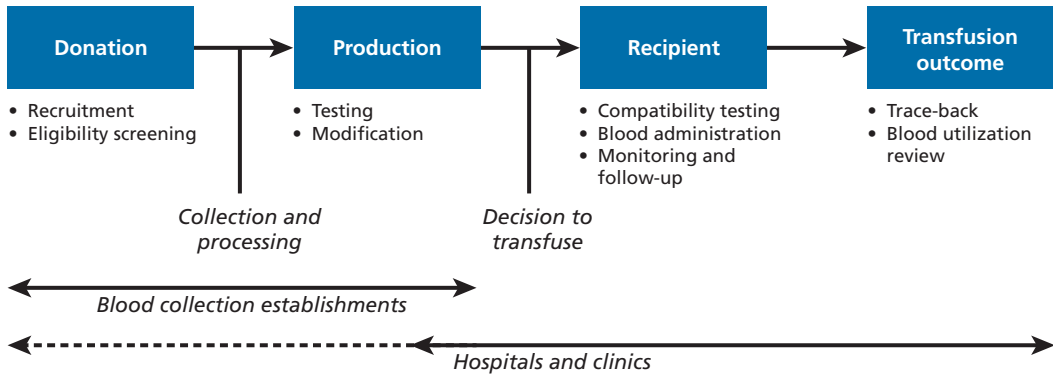 Donation
Production
Recipient
Transfusion
outcome
• Recruitment
• Eligibility screening
• Testing
• Modification
• Compatibility testing
• Blood administration
• Monitoring and
follow-up
• Trace-back
• Blood utilization
review
Collection and
processing
Decision to
transfuse
Blood collection establishments
Hospitals and clinics